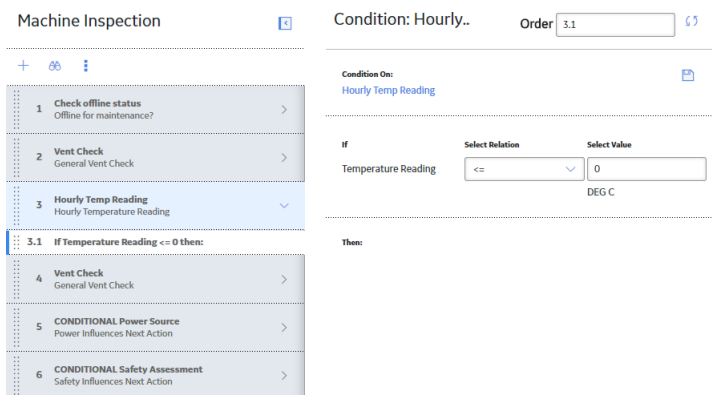 Machine Inspection
1 Check offline status
Offline for maintenance?
2 Vent Check
General Vent Check
3 Hourly Temp Reading
Hourly Temperature Reading
3.1 If Temperature Reading <= 0 then:
4 Vent Check
General Vent Check
5 CONDITIONAL Power Source
Power Influences Next Action
6 CONDITIONAL Safety Assessment
Safety Influences Next Action
Condition: Hourly.. Order 3.1
Condition On:
Hourly Temp Reading
If Select Relation Select Value
Temperature Reading <= 0
DEG C
Then: